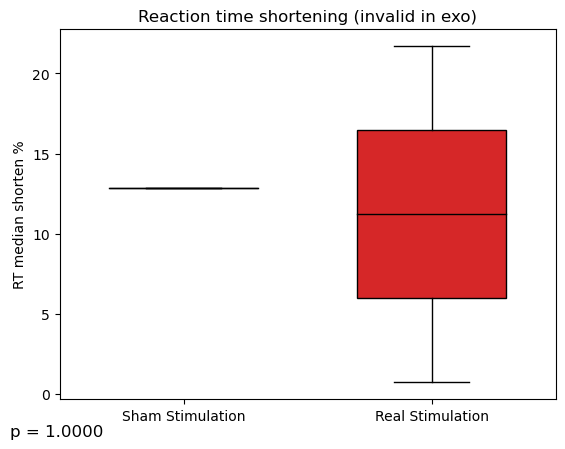 Reaction time shortening (invalid in exo)
RT median shorten %
20
15
10
5
0
Sham Stimulation
Real Stimulation
p = 1.0000